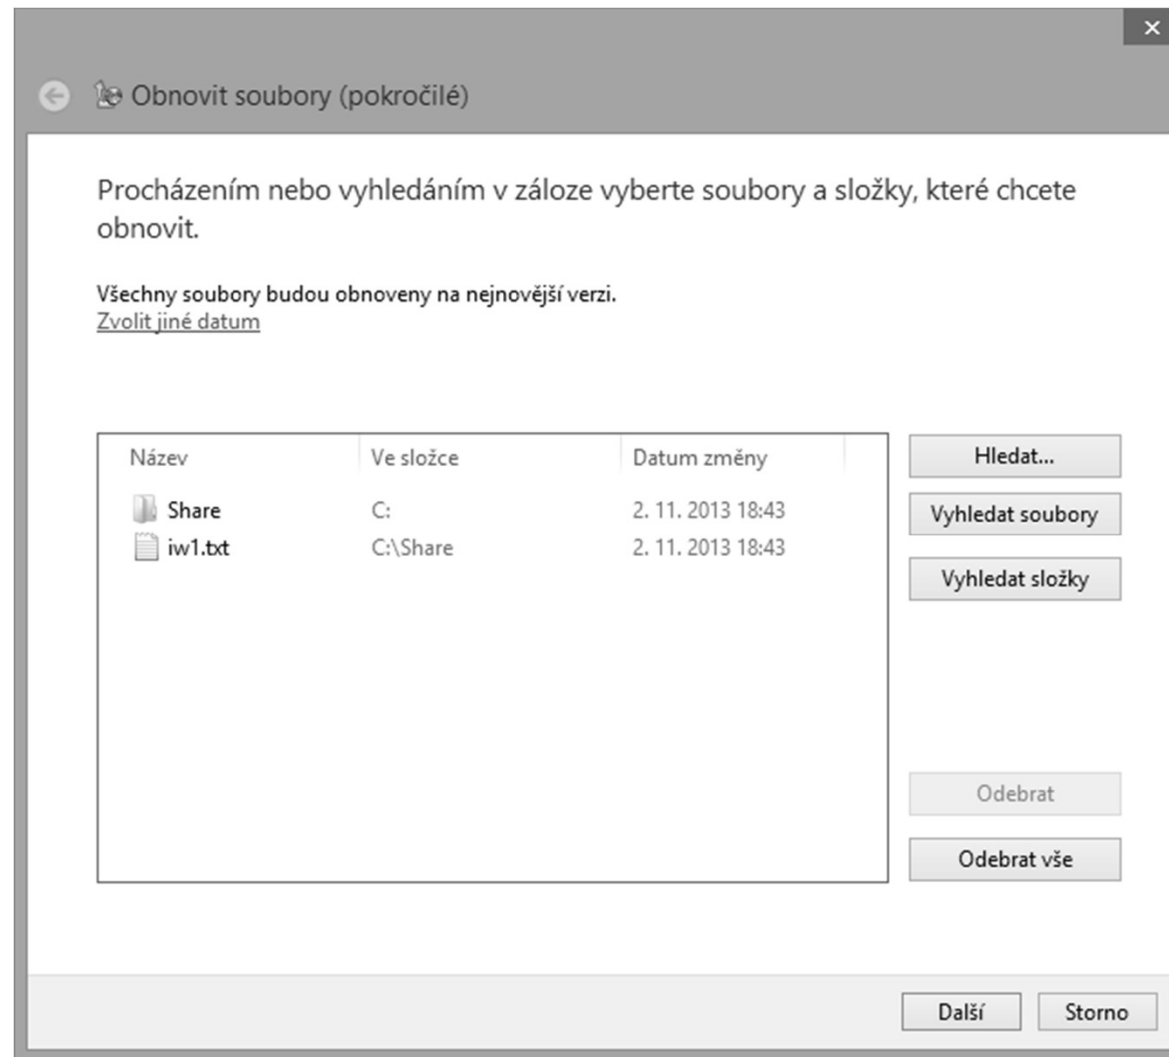 Obnovit soubory (pokročilé)
Procházením nebo vyhledáním v záloze vyberte soubory a složky, které chcete
obnovit.
Všechny soubory budou obnoveny na nejnovější verzi.
Zvolit jiné datum
Název Ve složce Datum změny
Share C: 2. 11. 2013 18:43
iw1.txt C:\Share 2. 11. 2013 18:43
Hledat...
Vyhledat soubory
Vyhledat složky
Odebrat
Odebrat vše
Další Storno